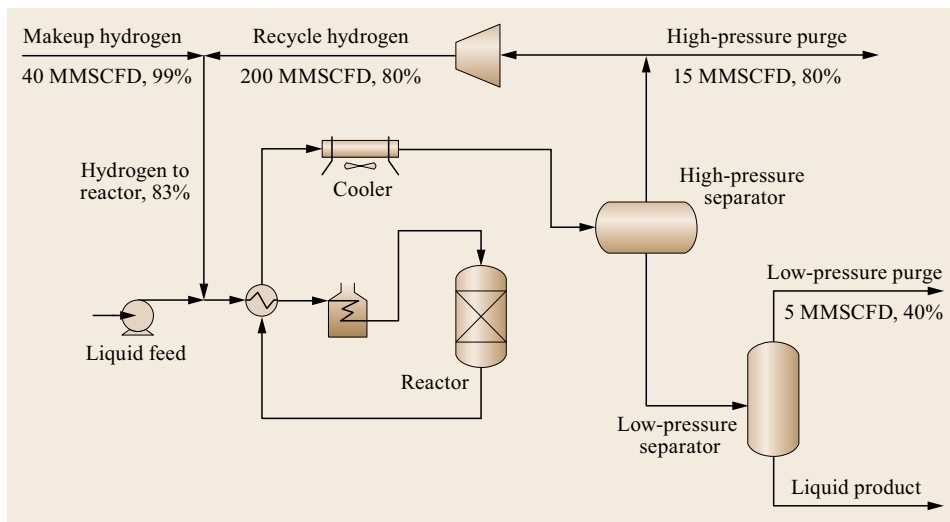 Makeup hydrogen
40 MMSCFD, 99%
Recycle hydrogen
200 MMSCFD, 80%
High-pressure purge
15 MMSCFD, 80%
Hydrogen to
reactor, 83%
Cooler
High-pressure
separator
Low-pressure purge
5 MMSCFD, 40%
Liquid feed
Reactor
Low-pressure
separator
Liquid product